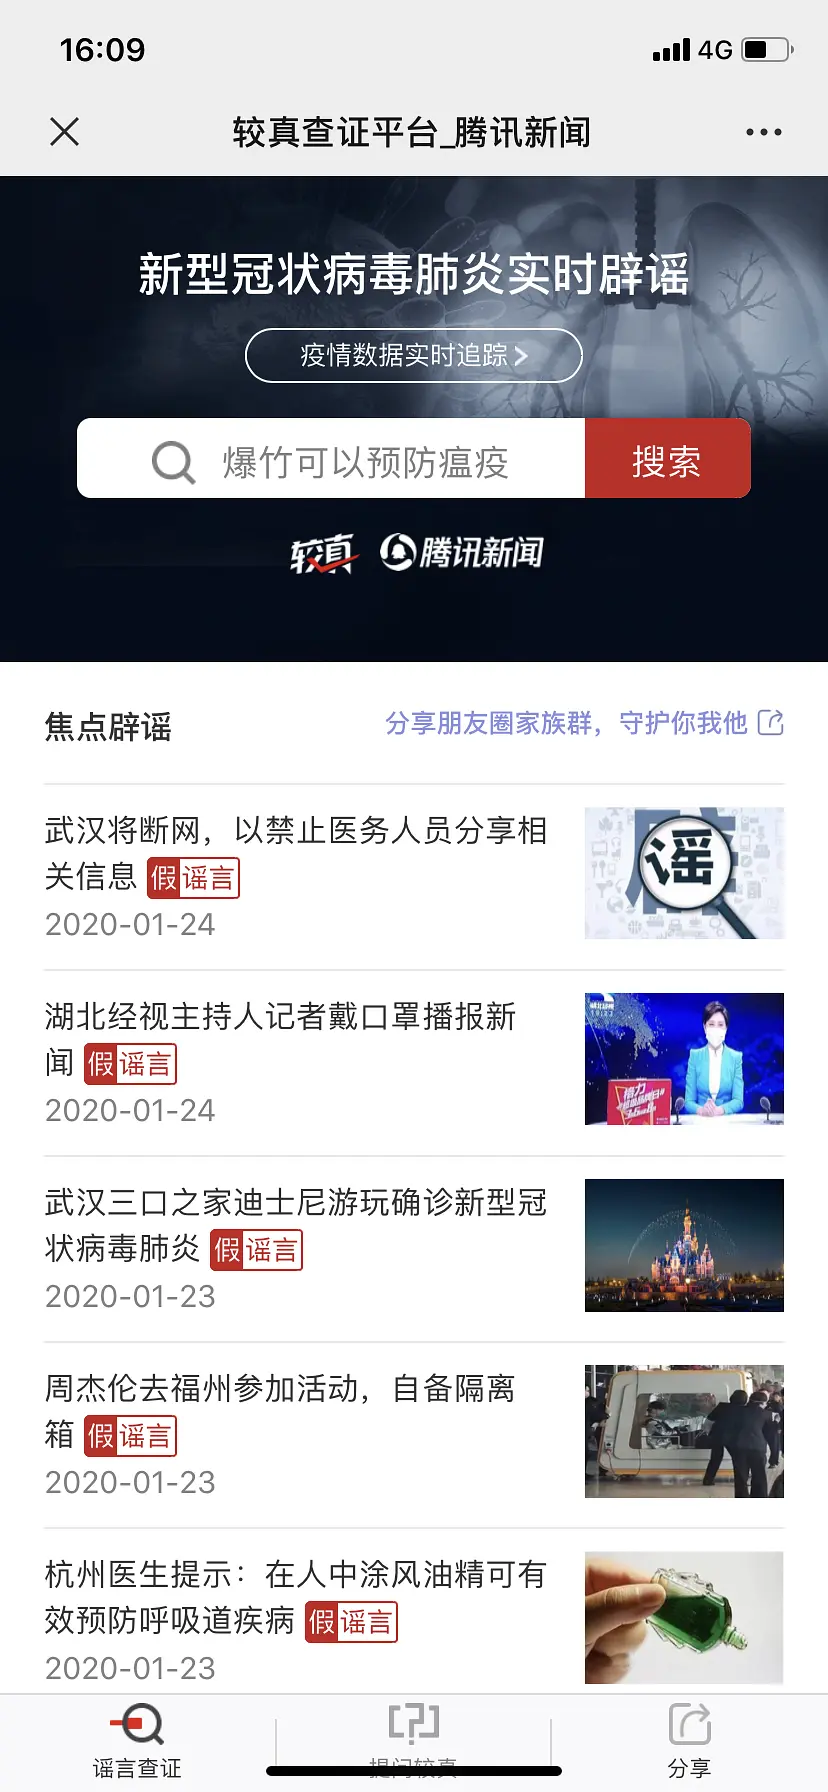 16:09
4G
较真查证平台_腾讯新闻
新型冠状病毒肺炎实时辟谣
疫情数据实时追踪
爆竹可以预防瘟疫
搜索
较真 腾讯新闻
焦点辟谣
分享朋友圈家族群，守护你我他
武汉将断网，以禁止医务人员分享相
关信息 假 谣言
2020-01-24
谣
湖北经视主持人记者戴口罩播报新
闻 假 谣言
2020-01-24
武汉三口之家迪士尼游玩确诊新型冠
状病毒肺炎 假 谣言
2020-01-23
周杰伦去福州参加活动，自备隔离
箱 假 谣言
2020-01-23
杭州医生提示：在人中涂风油精可有
效预防呼吸道疾病 假 谣言
2020-01-23
谣言查证
提问较真
分享